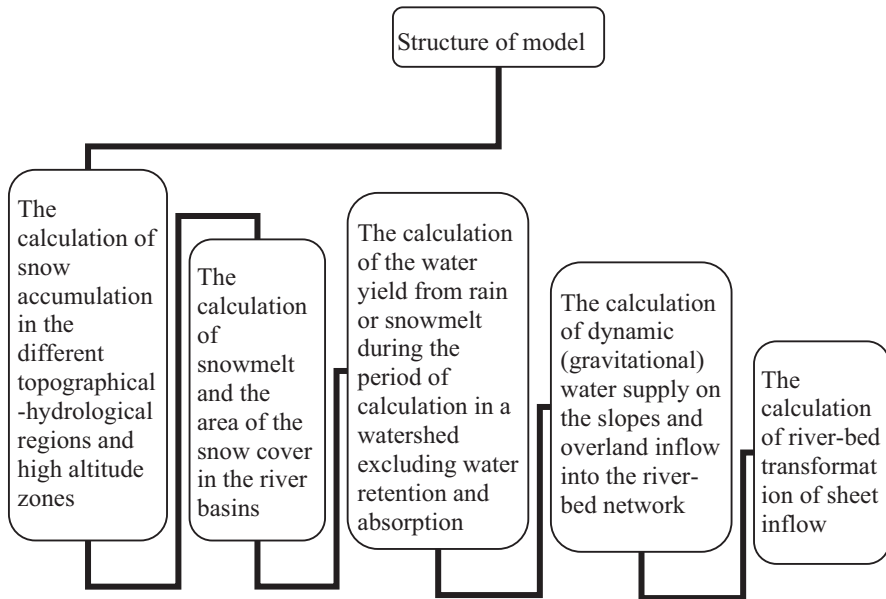 Structure of model
The
calculation of
snow
accumulation
in the
different
topographical
-hydrological
regions and
high altitude
zones
The
calculation
of
snowmelt
and the
area of the
snow cover
in the river
basins
The calculation
of the water
yield from rain
or snowmelt
during the
period of
calculation in a
watershed
excluding water
retention and
absorption
The calculation
of dynamic
(gravitational)
water supply on
the slopes and
overland inflow
into the river-
bed network
The
calculation
of river-bed
transformat
ion of sheet
inflow